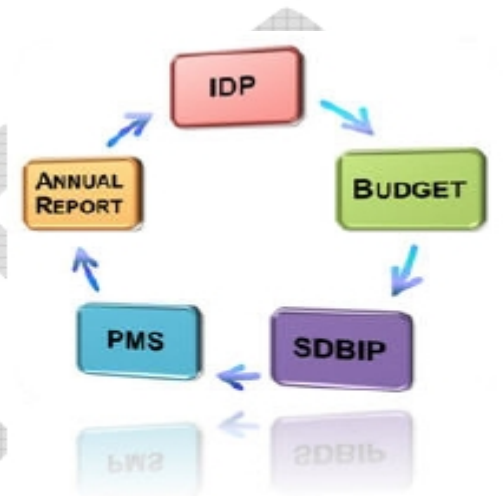 IDP
BUDGET
SDBIP
PMS
ANNUAL
REPORT